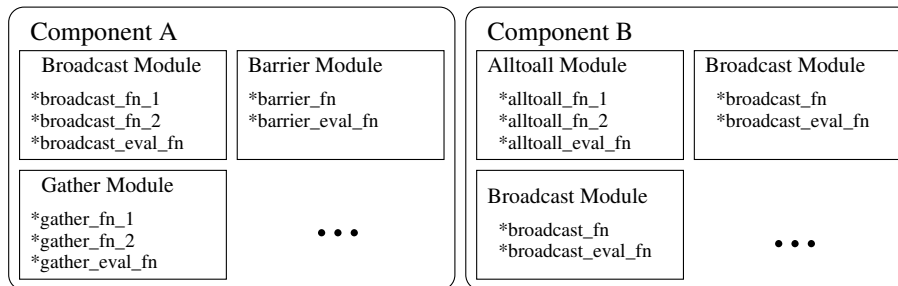 Component A
Broadcast Module
*broadcast_fn_1
*broadcast_fn_2
*broadcast_eval_fn
Barrier Module
*barrier_fn
*barrier_eval_fn
Gather Module
*gather_fn_1
*gather_fn_2
*gather_eval_fn
Component B
Alltoall Module
*alltoall_fn_1
*alltoall_fn_2
*alltoall_eval_fn
Broadcast Module
*broadcast_fn
*broadcast_eval_fn
Broadcast Module
*broadcast_fn
*broadcast_eval_fn